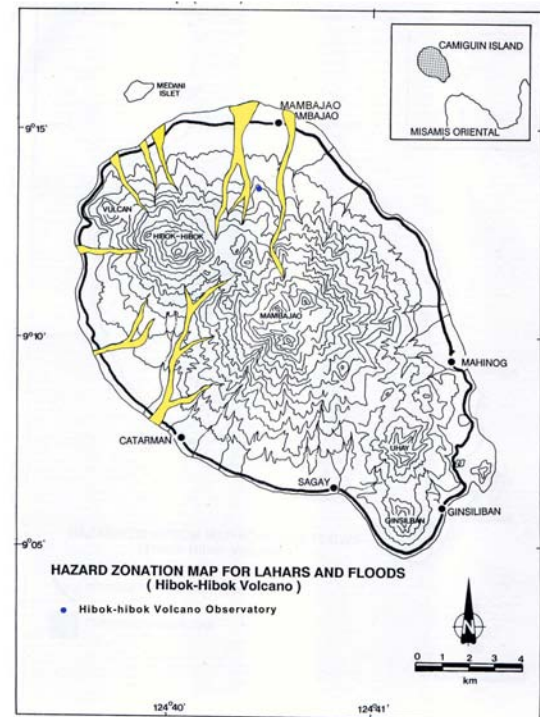 CAMIGUIN ISLAND
MISAMIS ORIENTAL
MEDANI
ISLET
MAMBAJAO
MAMBAJAO
9°15'
VULCAN
HIBOK-HIBOK
MAMBAJAO
9°10'
MAHINOG
CATARMAN
UHAY
SAGAY
GINSILIBAN
GINSILBAN
9°05'
HAZARD ZONATION MAP FOR LAHARS AND FLOODS
( Hibok-Hibok Volcano )
Hibok-hibok Volcano Observatory
N
0 1 2 3 4
km
124°40'
124°41'